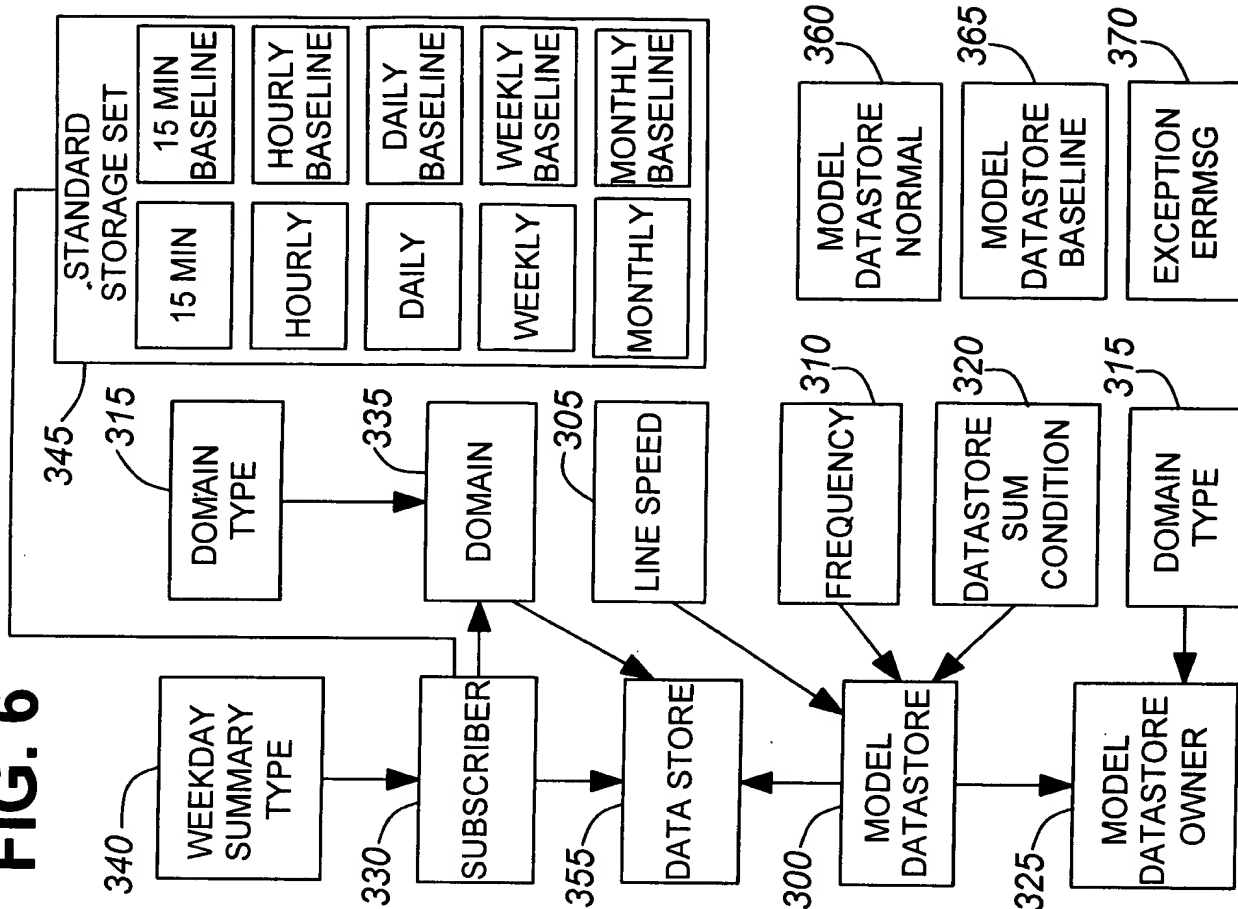 FIG. 6
340
WEEKDAY
SUMMARY
TYPE
315
DOMAIN
TYPE
345
STANDARD
STORAGE SET
15 MIN
15 MIN
BASELINE
HOURLY
HOURLY
BASELINE
DAILY
DAILY
BASELINE
WEEKLY
WEEKLY
BASELINE
MONTHLY
MONTHLY
BASELINE
330
SUBSCRIBER
335
DOMAIN
355
DATA STORE
305
LINE SPEED
300
MODEL
DATASTORE
310
FREQUENCY
320
DATASTORE
SUM
CONDITION
325
MODEL
DATASTORE
OWNER
315
DOMAIN
TYPE
360
MODEL
DATASTORE
NORMAL
365
MODEL
DATASTORE
BASELINE
370
EXCEPTION
ERRMSG